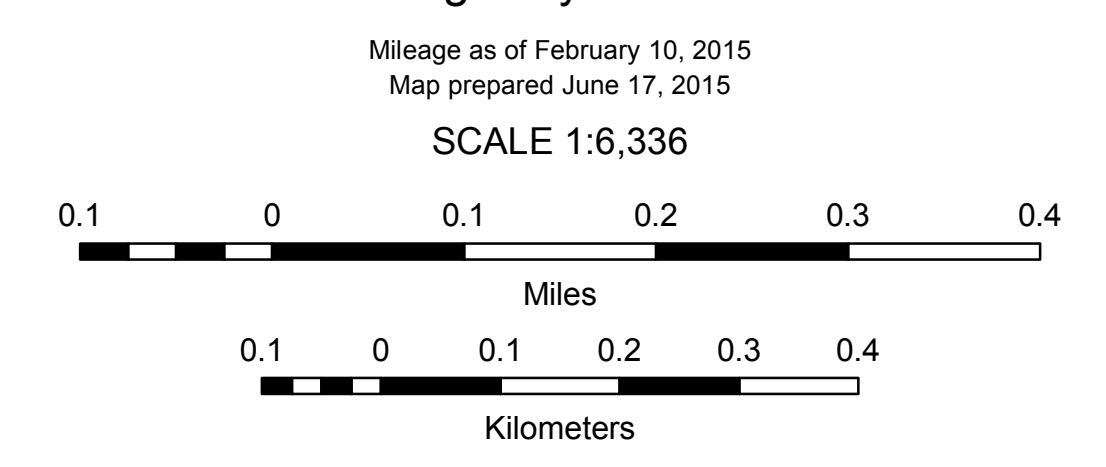 Mileage as of February 10, 2015
Map prepared June 17, 2015
SCALE 1:6,336
0.1 0 0.1 0.2 0.3 0.4
Miles
0.1 0 0.1 0.2 0.3 0.4
Kilometers